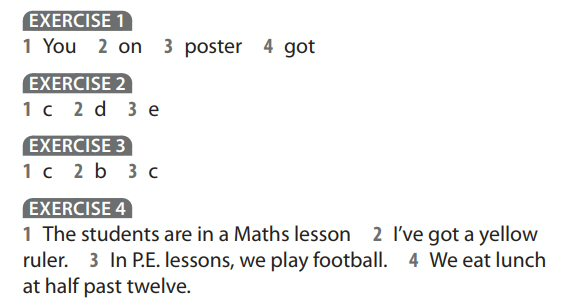 EXERCISE 1
1 You 2 on 3 poster 4 got
EXERCISE 2
1 c 2 d 3 e
EXERCISE 3
1 c 2 b 3 c
EXERCISE 4
1 The students are in a Maths lesson 2 I've got a yellow
ruler. 3 In P.E. lessons, we play football. 4 We eat lunch
at half past twelve.